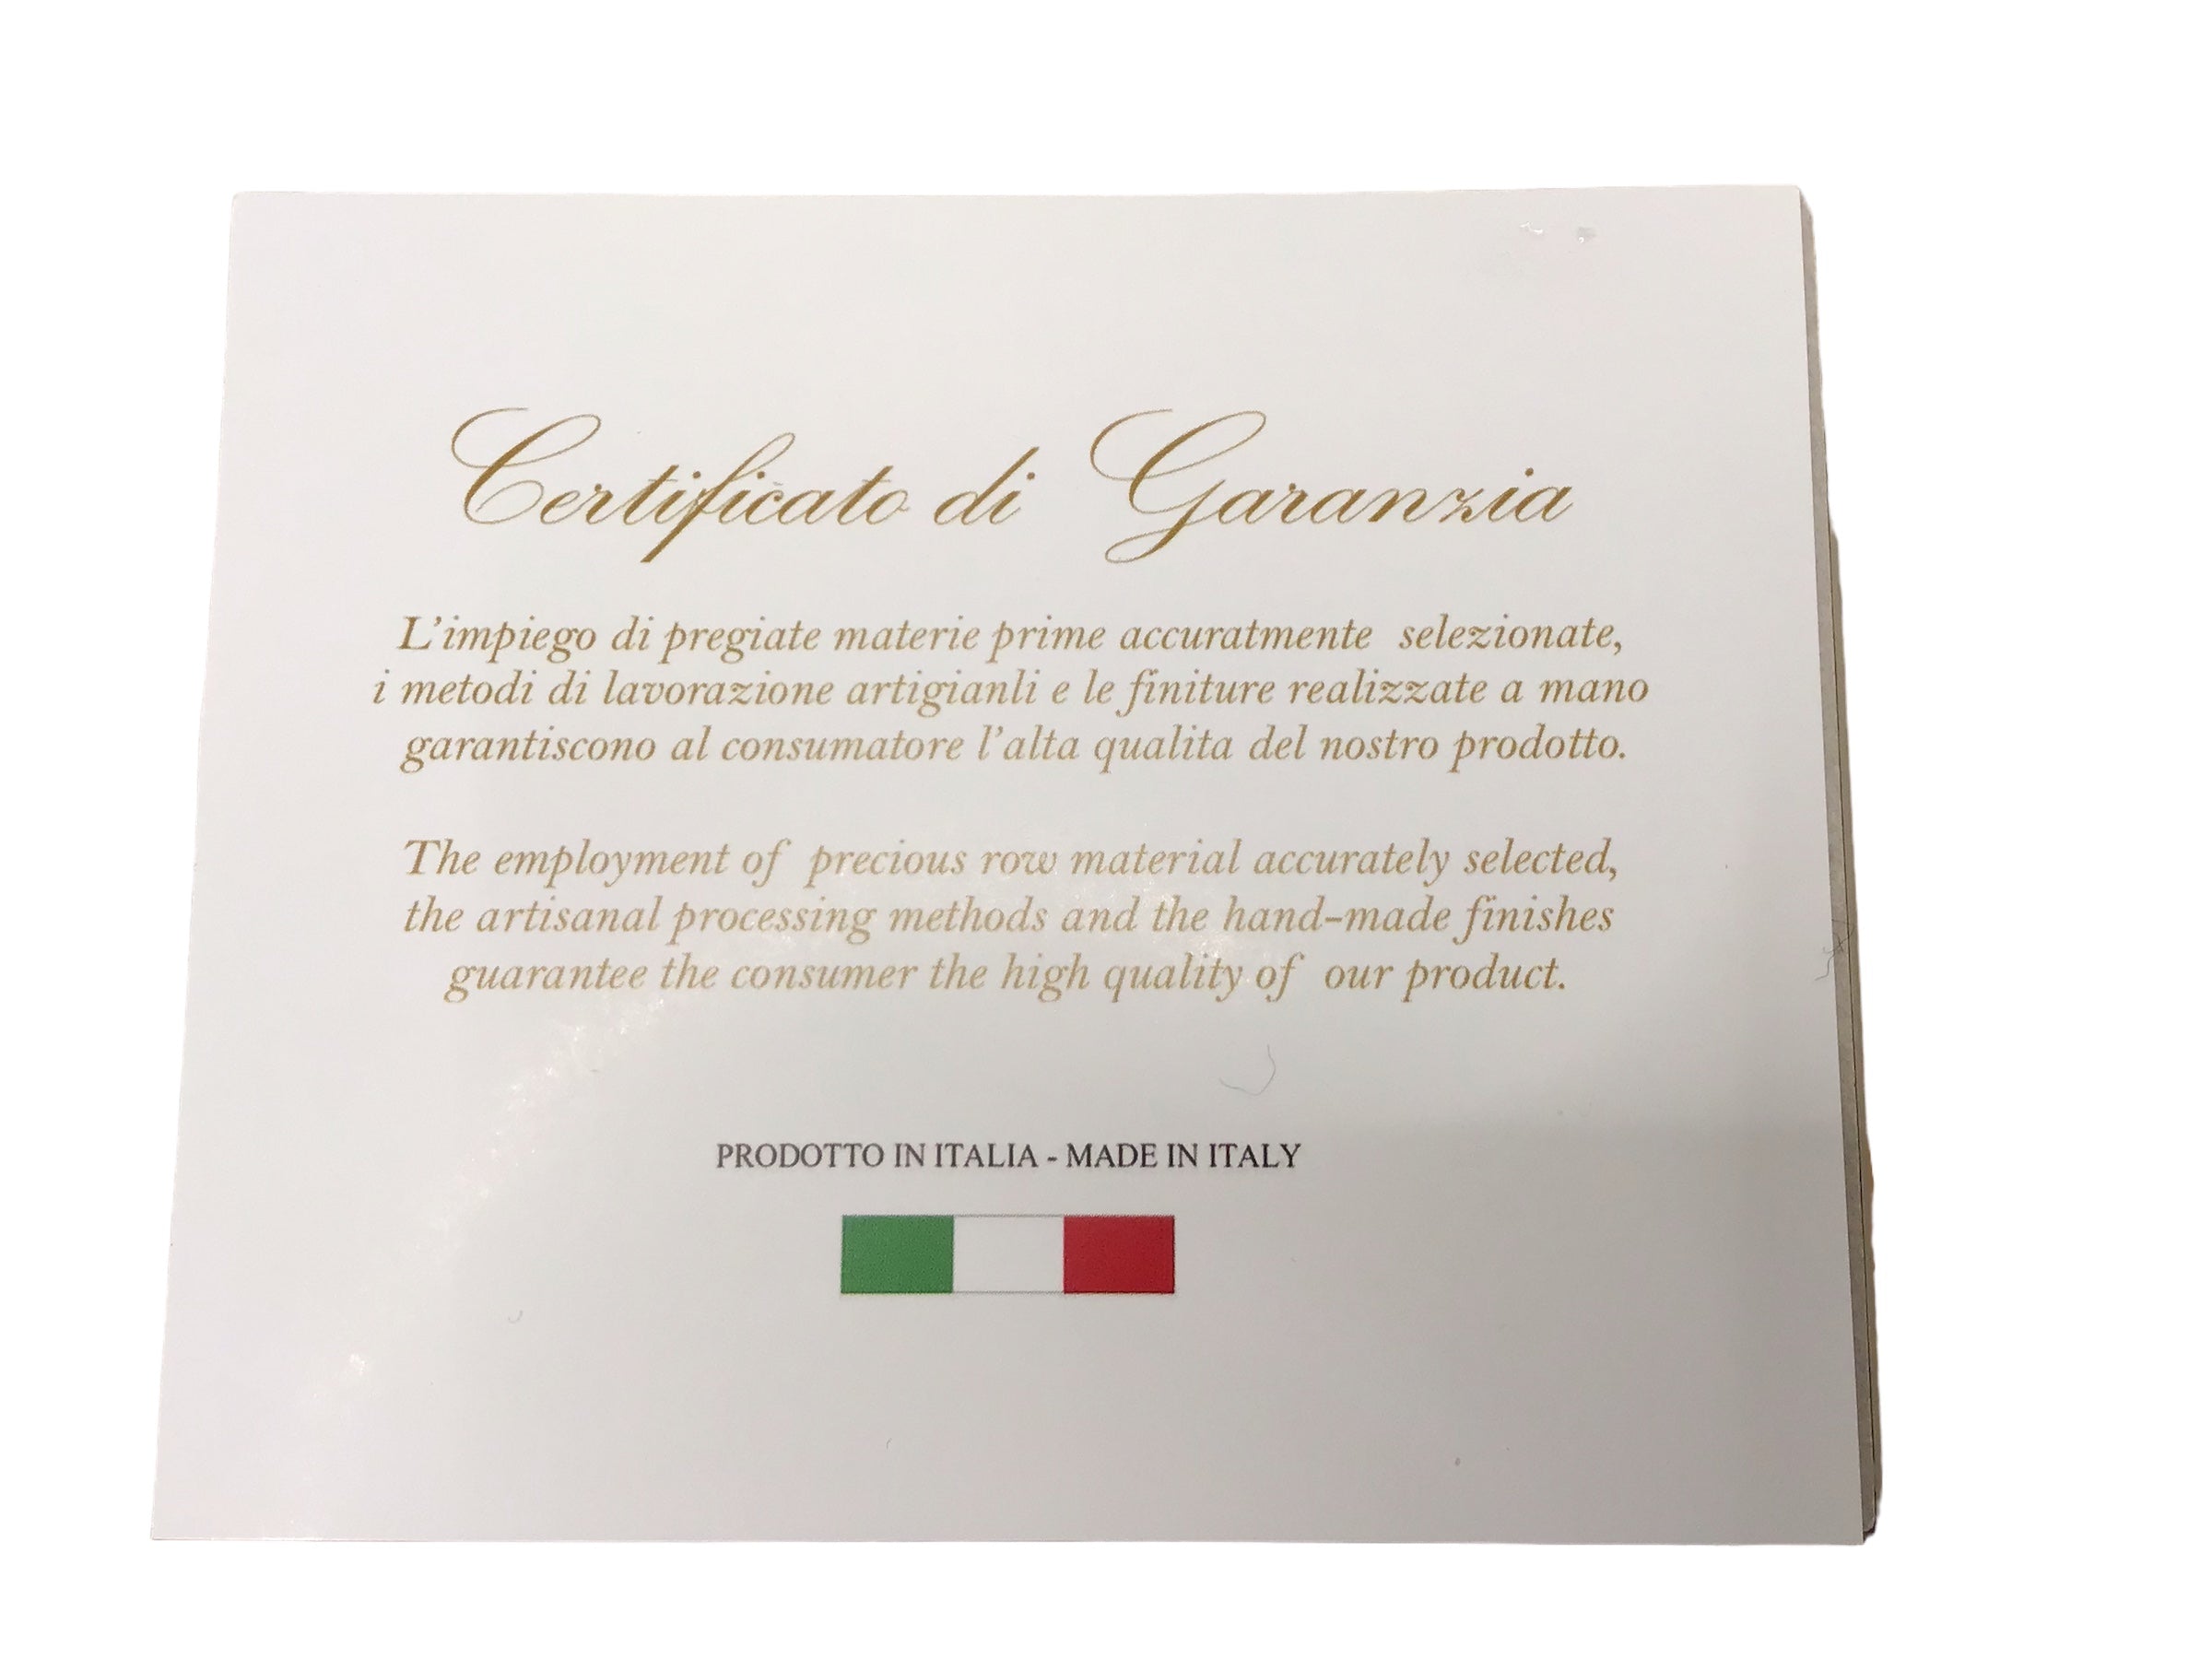 Certificato di Garanzia
L'impiego di pregiate materie prime accuratmente selezionate,
i metodi di lavorazione artigianli e le finiture realizzate a mano
garantiscono al consumatore l'alta qualita del nostro prodotto.
The employment of precious row material accurately selected,
the artisanal processing methods and the hand-made finishes
guarantee the consumer the high quality of our product.
PRODOTTO IN ITALIA - MADE IN ITALY